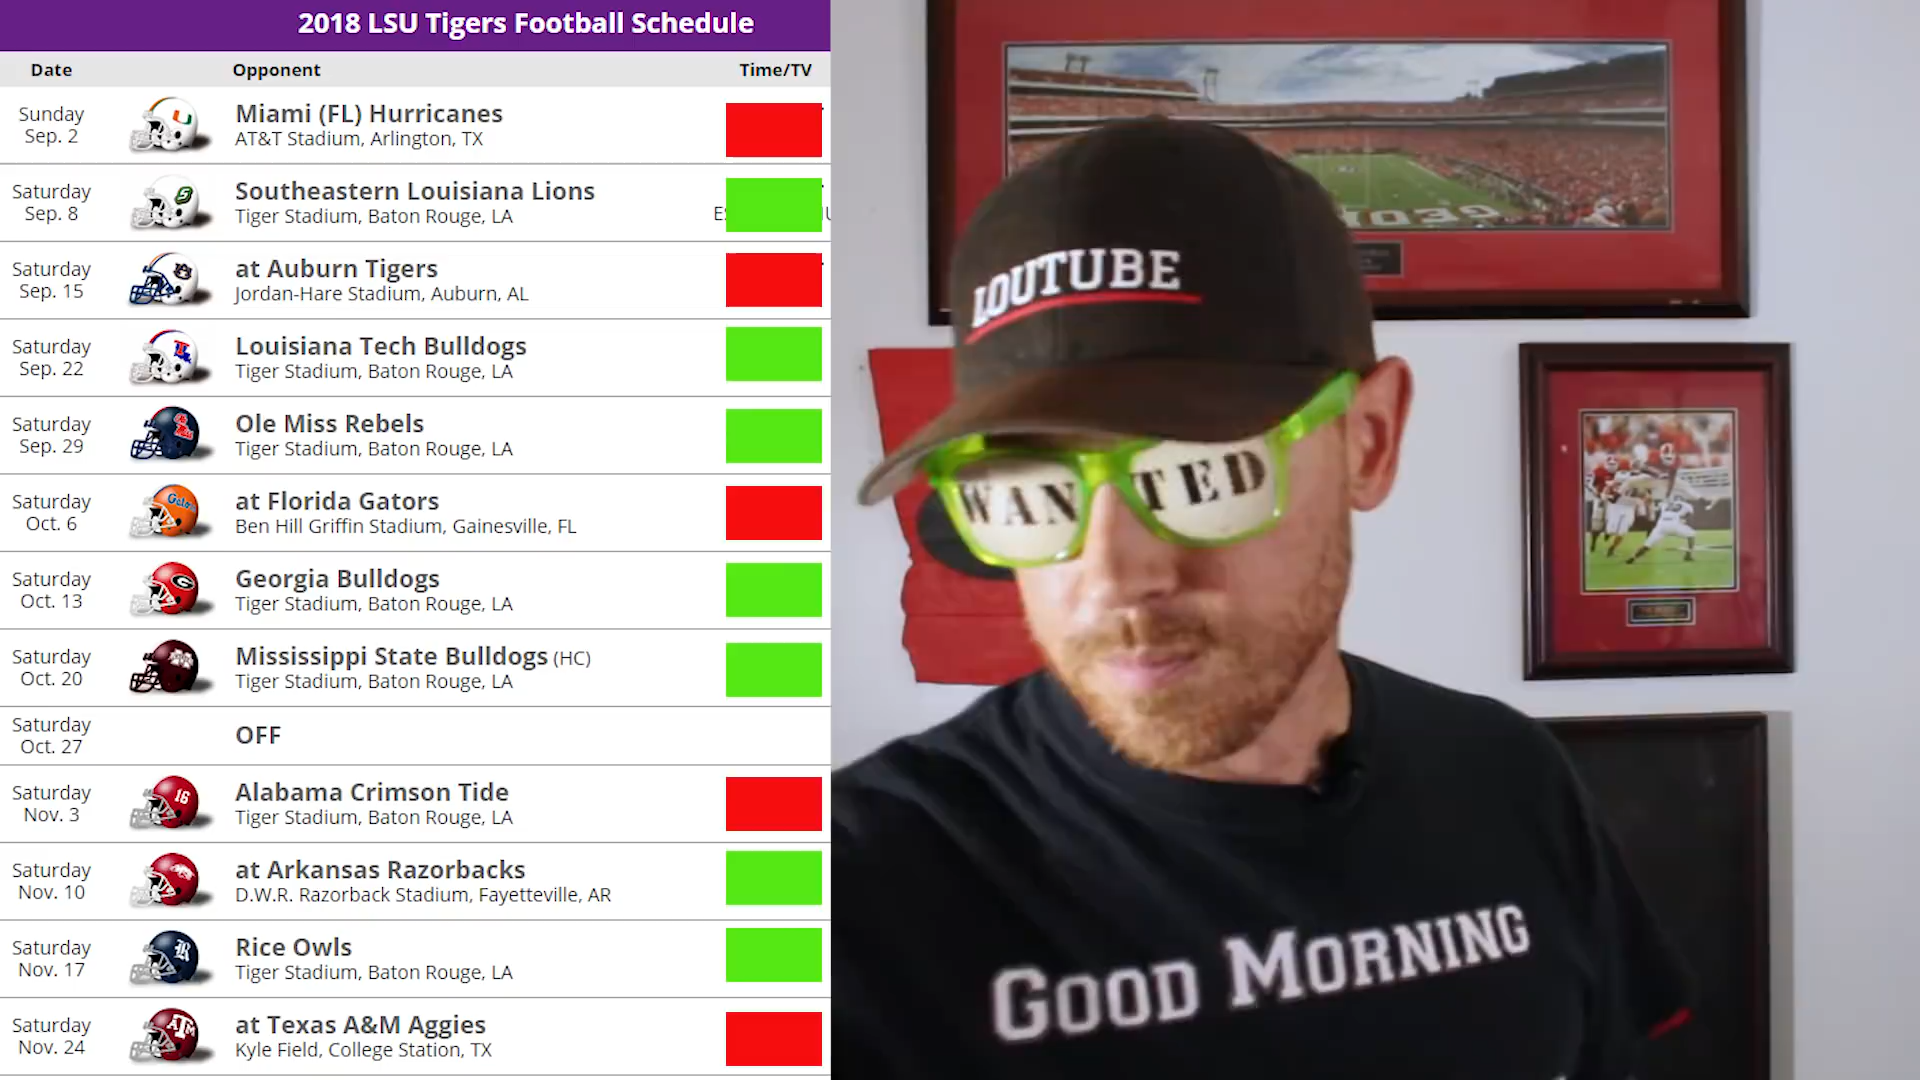 2018 LSU Tigers Football Schedule
Date Opponent Time/TV
Sunday
Sep. 2
Miami (FL) Hurricanes
AT&T Stadium, Arlington, TX
Saturday
Sep. 8
Southeastern Louisiana Lions
Tiger Stadium, Baton Rouge, LA
Saturday
Sep. 15
at Auburn Tigers
Jordan-Hare Stadium, Auburn, AL
Saturday
Sep. 22
Louisiana Tech Bulldogs
Tiger Stadium, Baton Rouge, LA
Saturday
Sep. 29
Ole Miss Rebels
Tiger Stadium, Baton Rouge, LA
Saturday
Oct. 6
Gators
at Florida Gators
Ben Hill Griffin Stadium, Gainesville, FL
Saturday
Oct. 13
G
Georgia Bulldogs
Tiger Stadium, Baton Rouge, LA
Saturday
Oct. 20
Mississippi State Bulldogs (HC)
Tiger Stadium, Baton Rouge, LA
Saturday
Oct. 27
OFF
Saturday
Nov. 3
16
Alabama Crimson Tide
Tiger Stadium, Baton Rouge, LA
Saturday
Nov. 10
at Arkansas Razorbacks
D.W.R. Razorback Stadium, Fayetteville, AR
Saturday
Nov. 17
R
Rice Owls
Tiger Stadium, Baton Rouge, LA
Saturday
Nov. 24
ATM
at Texas A&M Aggies
Kyle Field, College Station, TX
LOUTUBE
WANTED
GOOD MORNING